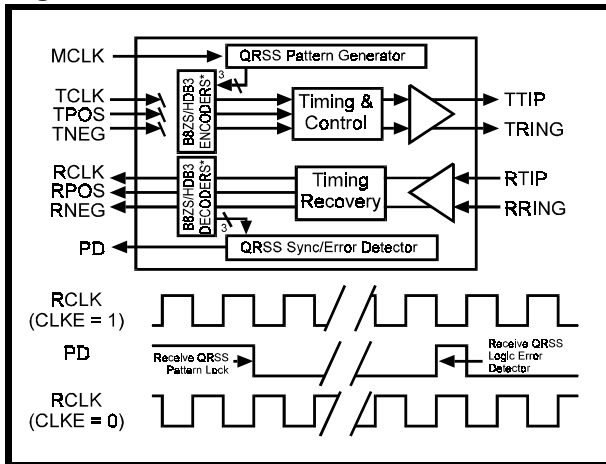 MCLK
QRSS Pattern Generator
3
TCLK
TPOS
TNEG
B8ZS/HDB3
ENCODERS*
Timing &
Control
TTIP
TRING
RCLK
RPOS
RNEG
B8ZS/HDB3
DECODERS*
Timing
Recovery
RTIP
RRING
3
PD
QRSS Sync/Error Detector
RCLK
(CLKE = 1)
PD
Receive QRSS
Pattern Lock
Receive QRSS
Logic Error
Detector
RCLK
(CLKE = 0)